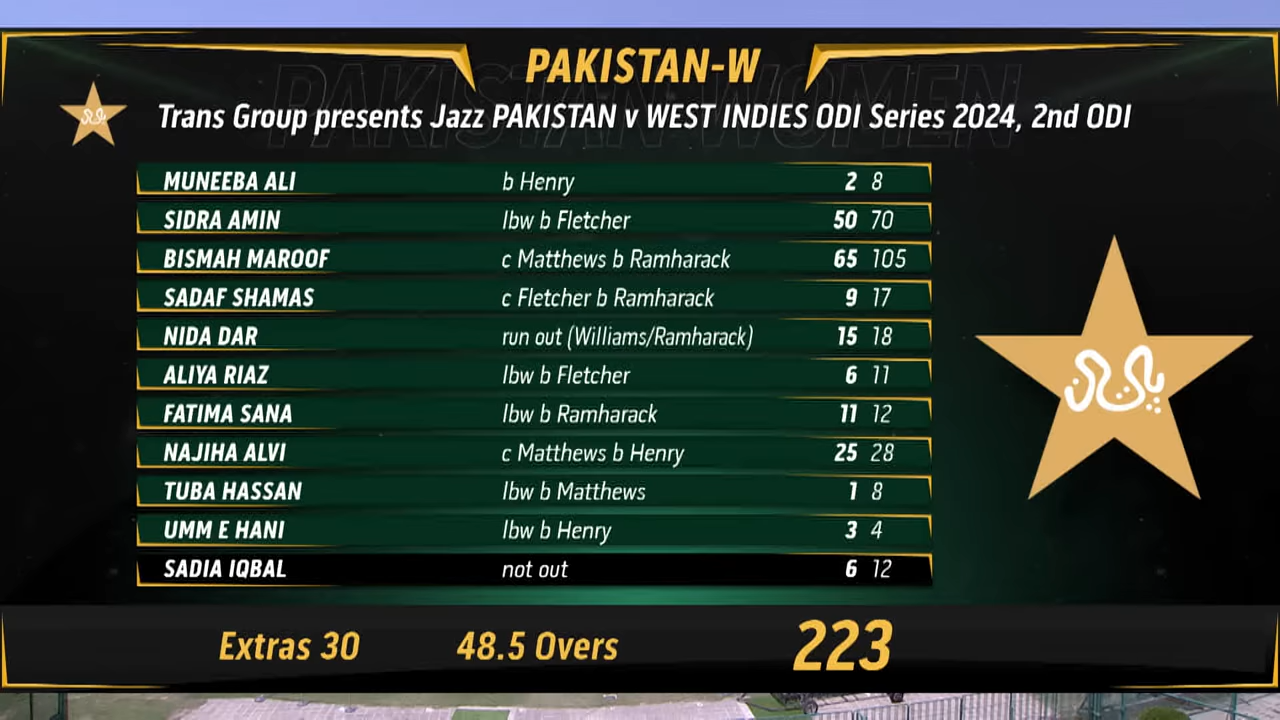 PAKISTAN-W
Trans Group presents Jazz PAKISTAN v WEST INDIES ODI Series 2024, 2nd ODI
MUNEEBA ALI b Henry 2 8
SIDRA AMIN lbw b Fletcher 50 70
BISMAH MAROOF c Matthews b Ramharack 65 105
SADAF SHAMAS c Fletcher b Ramharack 9 17
NIDA DAR run out (Williams/Ramharack) 15 18
ALIYA RIAZ lbw b Fletcher 6 11
FATIMA SANA lbw b Ramharack 11 12
NAJIHA ALVI c Matthews b Henry 25 28
TUBA HASSAN lbw b Matthews 1 8
UMM E HANI lbw b Henry 3 4
SADIA IQBAL not out 6 12
Extras 30 48.5 Overs 223
PAKISTAN WOMEN